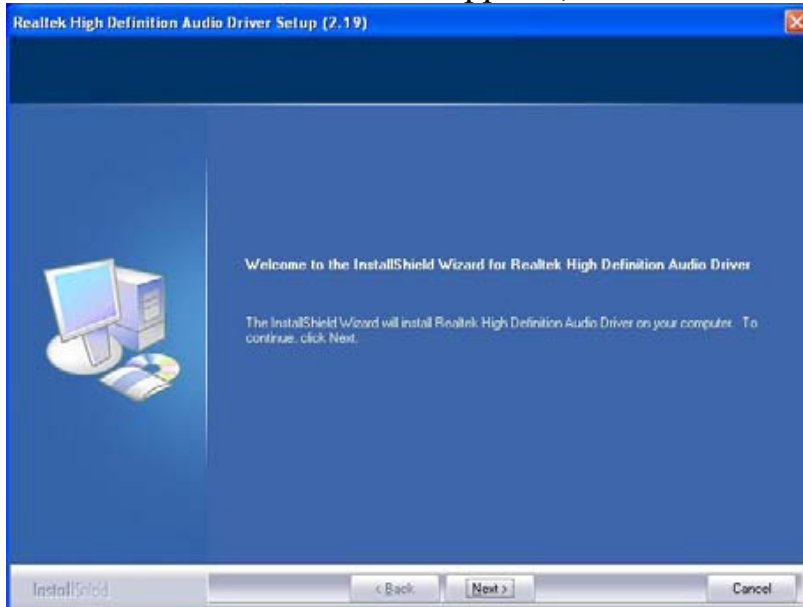 Realtek High Definition Audio Driver Setup (2.19)
Welcome to the InstallShield Wizard for Realtek High Definition Audio Driver
The InstallShield Wizard will install Realtek High Definition Audio Driver on your computer. To
continue, click Next.
InstallShield
< Back
Next >
Cancel